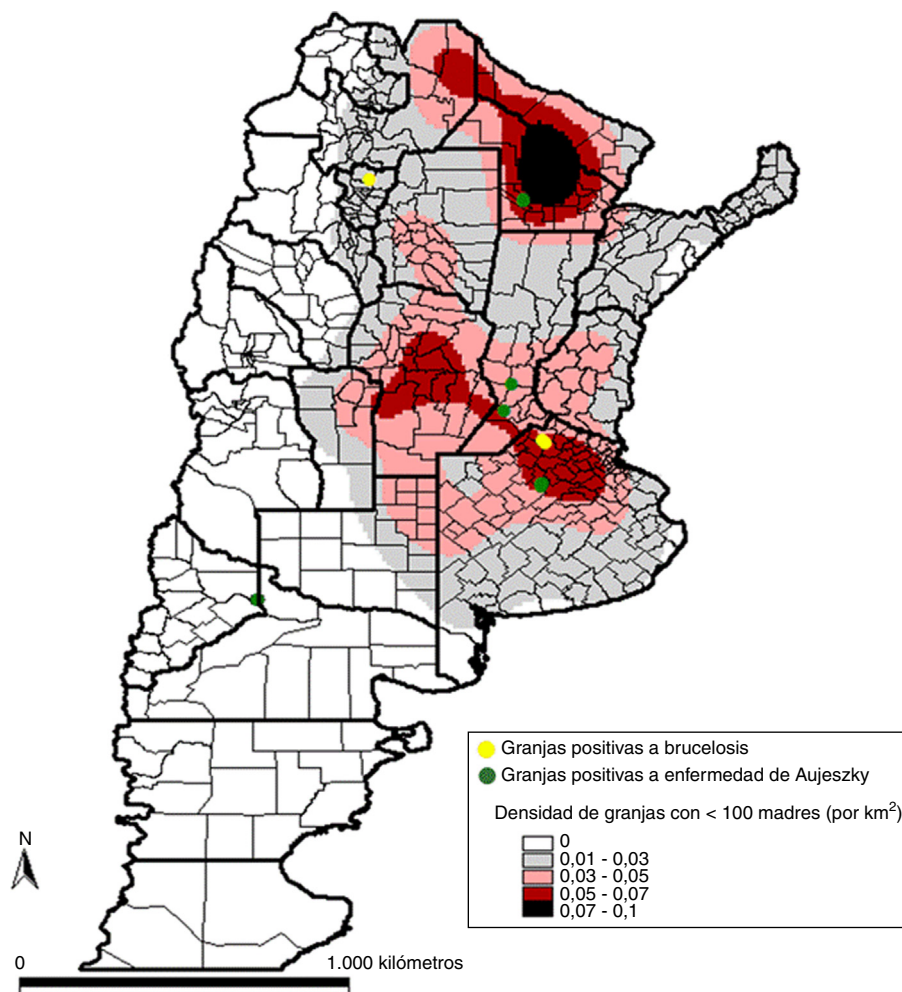 Granjas positivas a brucelosis
Granjas positivas a enfermedad de Aujeszky
Densidad de granjas con < 100 madres (por km²)
0
0,01 - 0,03
0,03 - 0,05
0,05 - 0,07
0,07 - 0,1
N
0 1.000 kilómetros